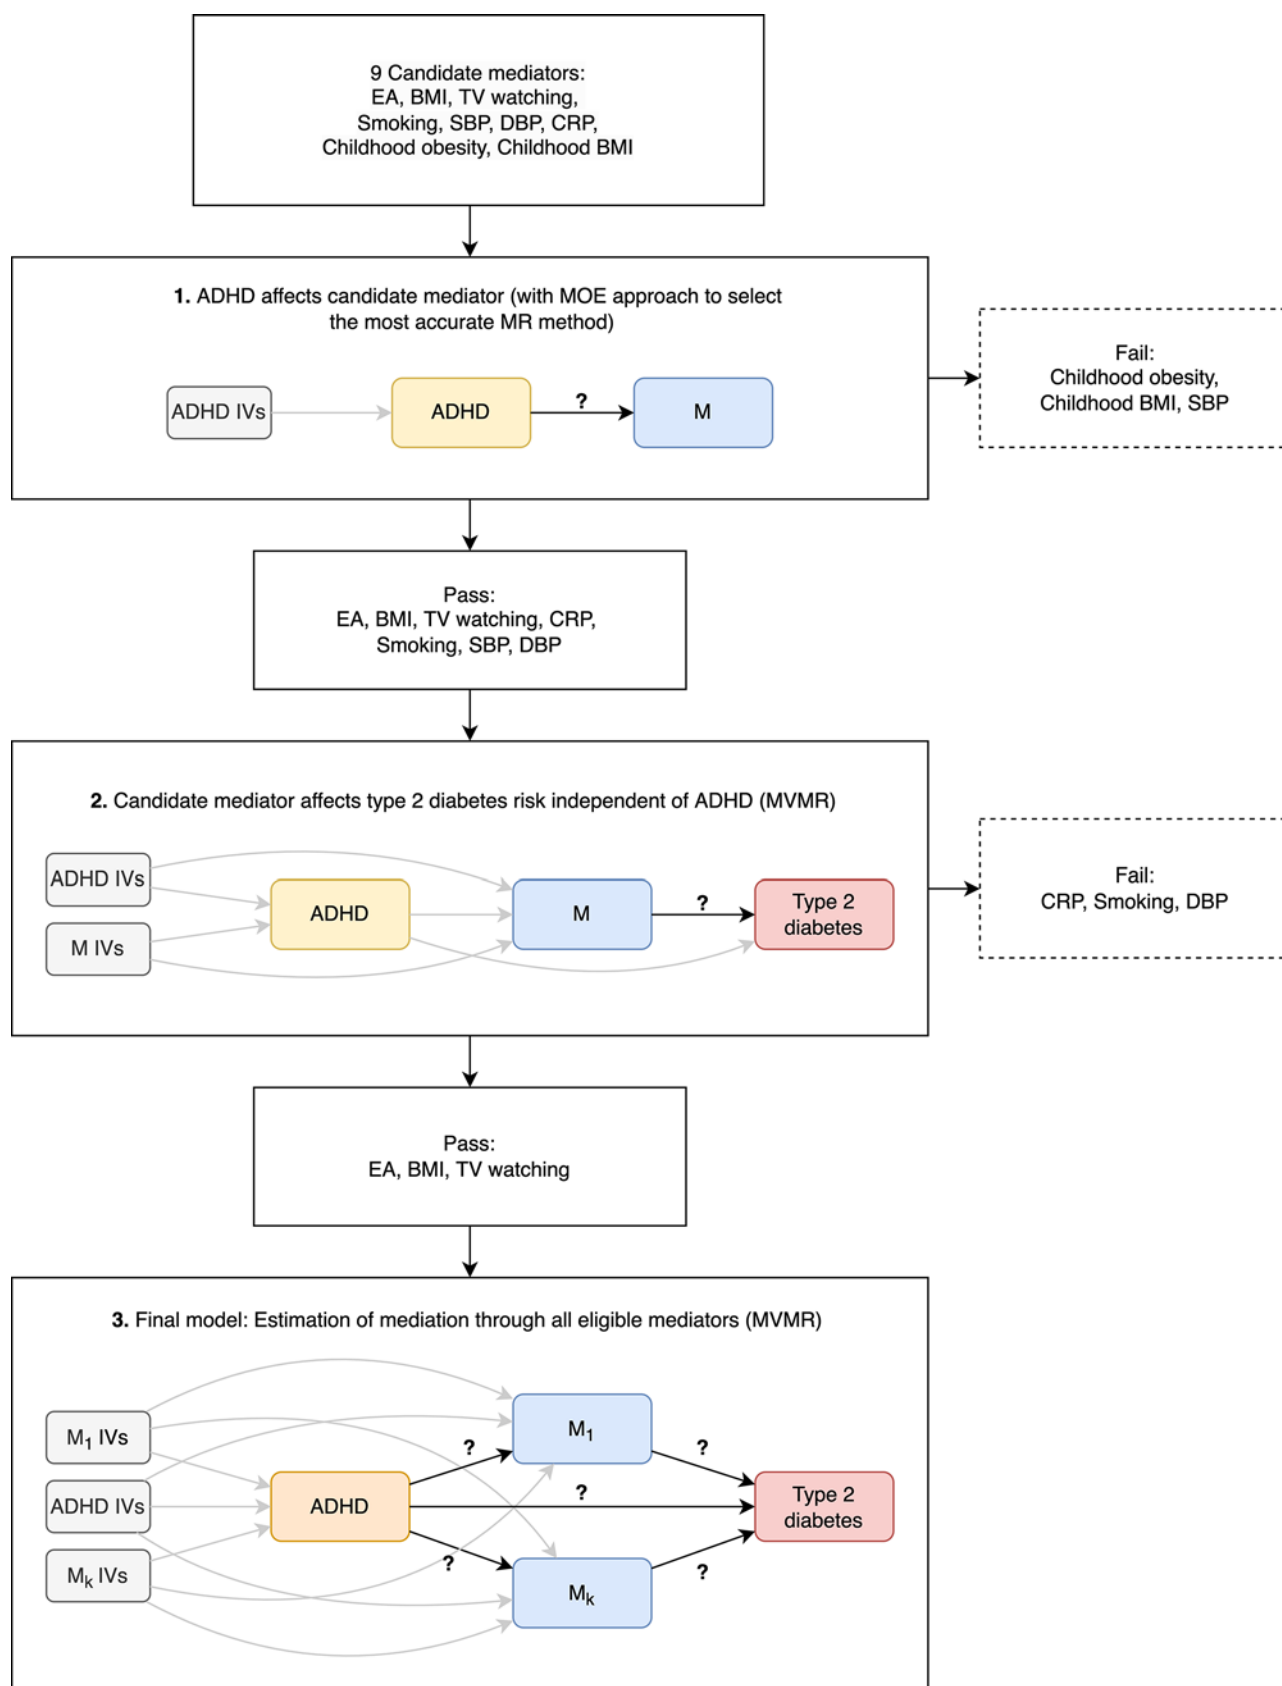 9 Candidate mediators:
EA, BMI, TV watching,
Smoking, SBP, DBP, CRP,
Childhood obesity, Childhood BMI
1. ADHD affects candidate mediator (with MOE approach to select
the most accurate MR method)
ADHD IVs
ADHD
?
M
Fail:
Childhood obesity,
Childhood BMI, SBP
Pass:
EA, BMI, TV watching, CRP,
Smoking, SBP, DBP
2. Candidate mediator affects type 2 diabetes risk independent of ADHD (MVMR)
ADHD IVs
M IVs
ADHD
M
?
Type 2
diabetes
Fail:
CRP, Smoking, DBP
Pass:
EA, BMI, TV watching
3. Final model: Estimation of mediation through all eligible mediators (MVMR)
M1 IVs
ADHD IVs
Mk IVs
ADHD
?
?
?
M1
Mk
?
?
Type 2
diabetes